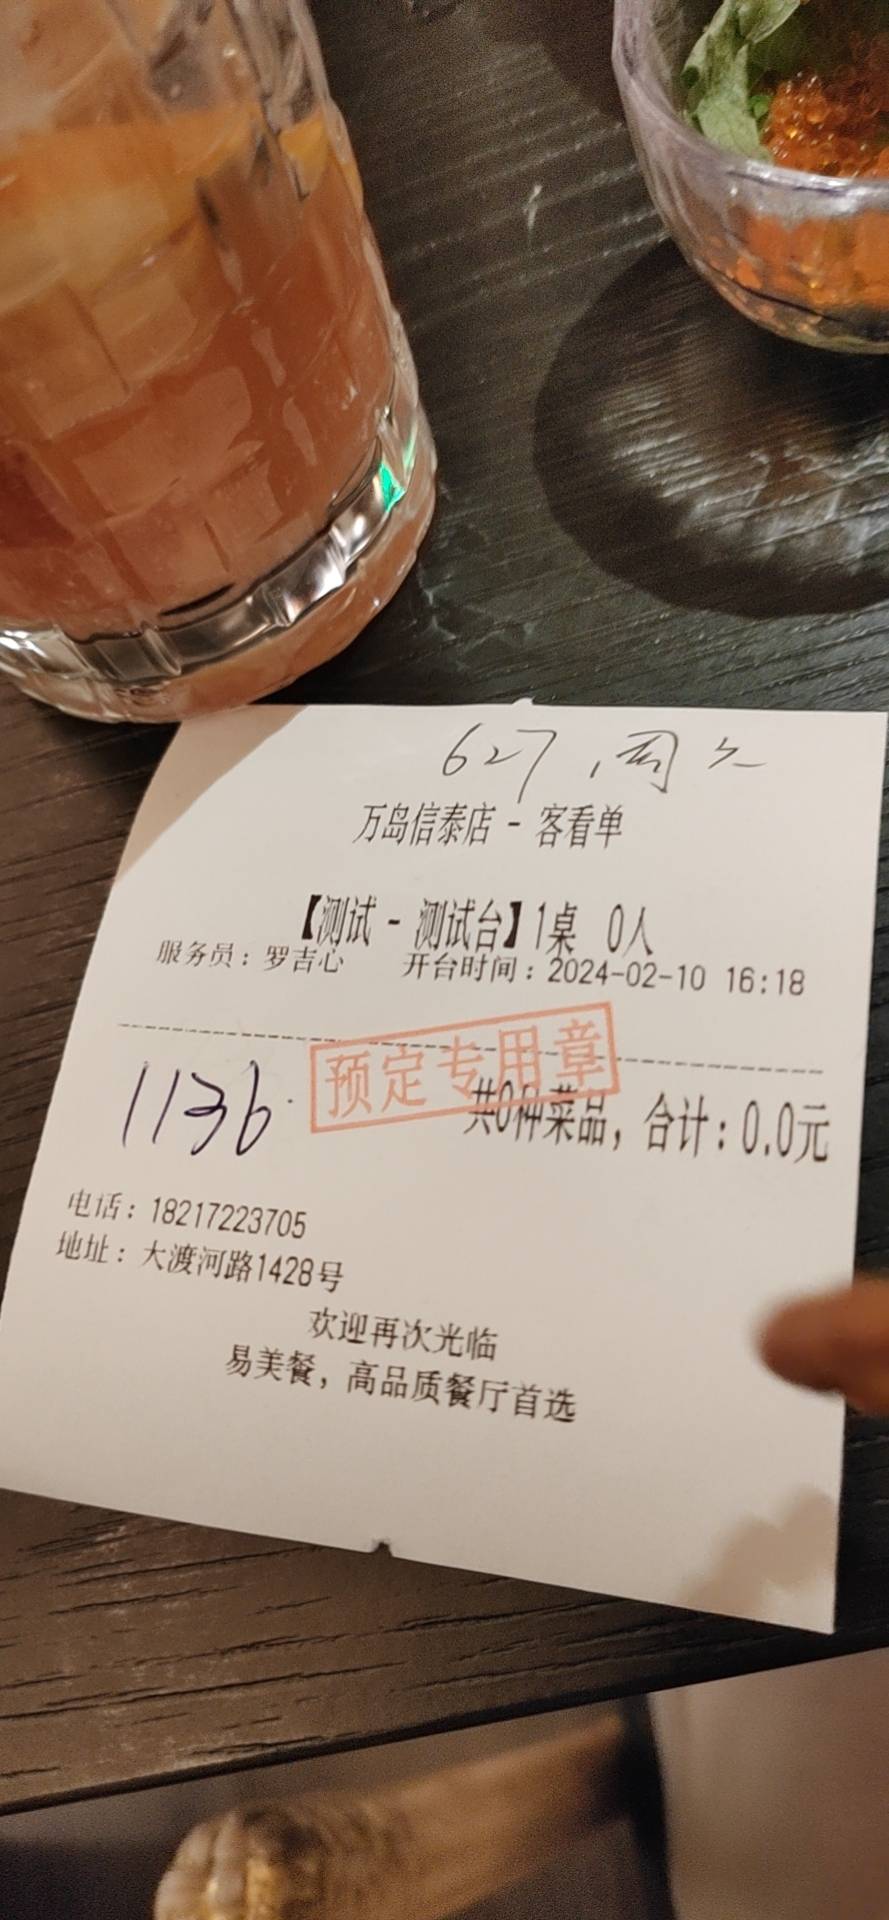 627
万岛信泰店 - 客看单
【测试 - 测试台】1桌 0人
服务员：罗吉心 开台时间：2024-02-10 16:18
预定专用章
1136
共0种菜品，合计：0.0元
电话：18217223705
地址：大渡河路1428号
欢迎再次光临
易美餐，高品质餐厅首选